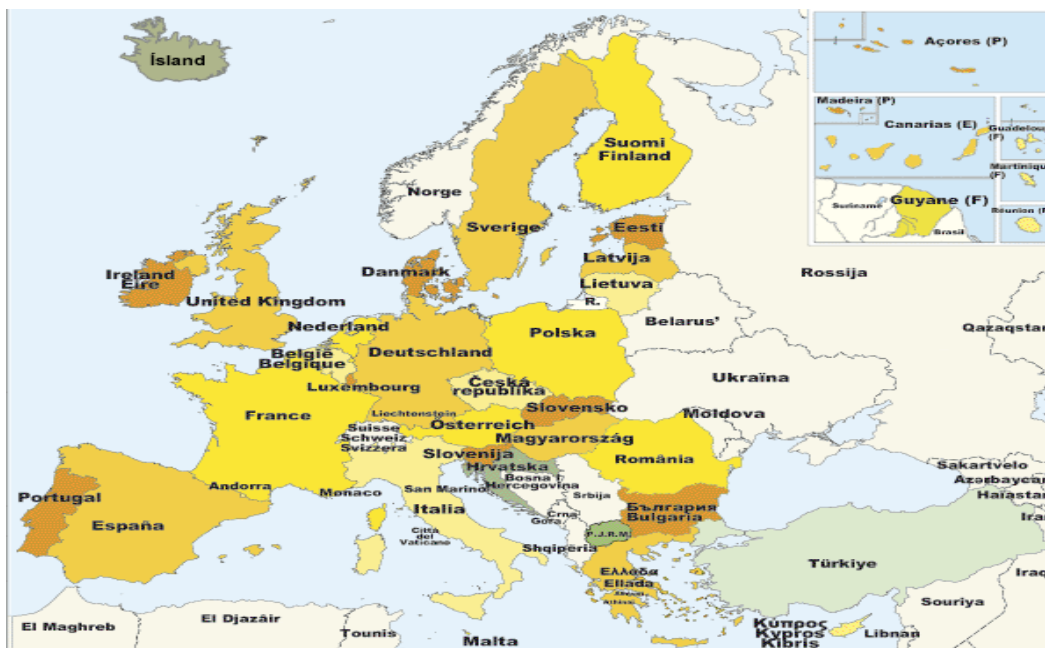 Ísland
Açores (P)
Madeira (P)
Canarias (E)
Guadeloupe
(F)
Martinique
(F)
Guyane (F)
Suriname
Brasil
Réunion (F)
Suomi
Finland
Norge
Sverige
Eesti
Latvija
Lietuva
R.
Rossija
Danmark
Ireland
Eire
United Kingdom
Nederland
België
Belgique
Luxembourg
Deutschland
Polska
Belarus’
Qazaqstan
Ukraïna
Česká
republika
Slovensko
Moldova
France
Liechtenstein
Österreich
Magyarország
Suisse
Schweiz
Svizzera
Slovenija
Hrvatska
România
Bosna i
Hercegovina
Srbija
Andorra
Monaco
San Marino
Italia
Città
del
Vaticano
Crna
Gora
България
Bulgaria
P.J.R.M.
Shqipëria
Sakartvelo
Azərbaycan
Haïastan
Iran
Portugal
España
Ελλάδα
Ellada
Türkiye
Iraq
Souriya
El Maghreb
El Djazâir
Tounis
Malta
Κύπρος
Kypros
Kibris
Libnan